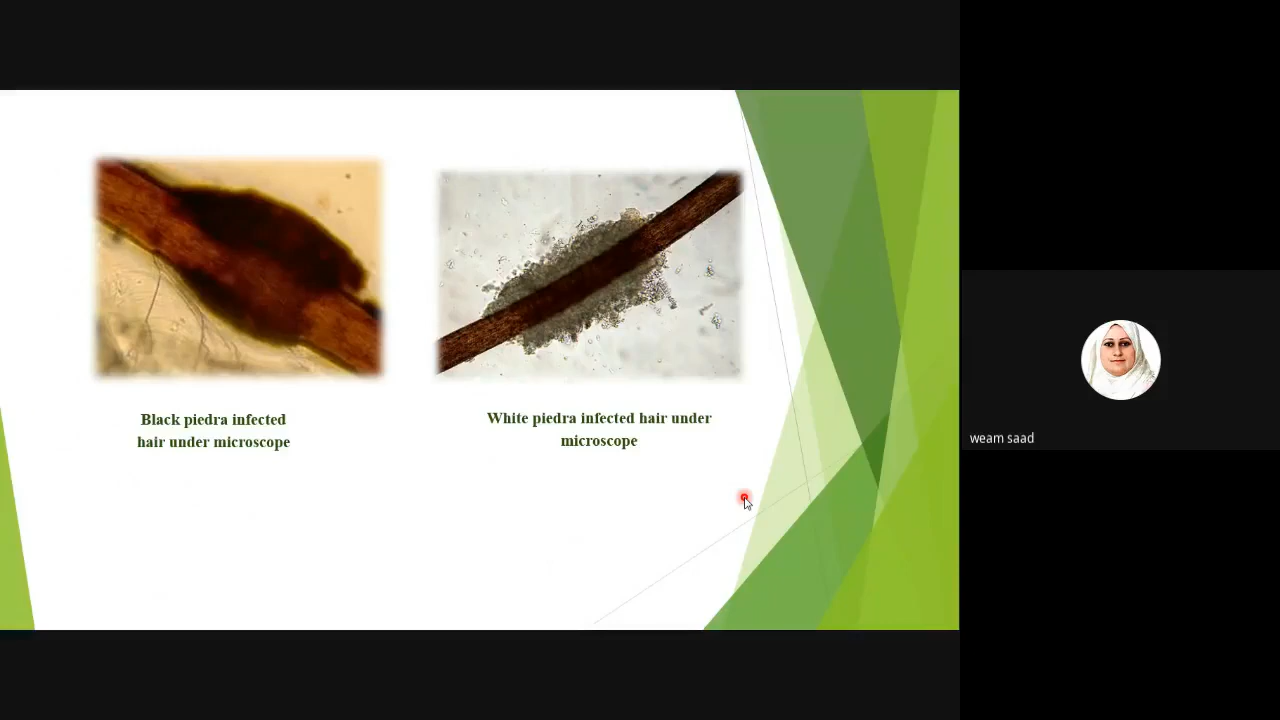 Black piedra infected
hair under microscope
White piedra infected hair under
microscope
weam saad